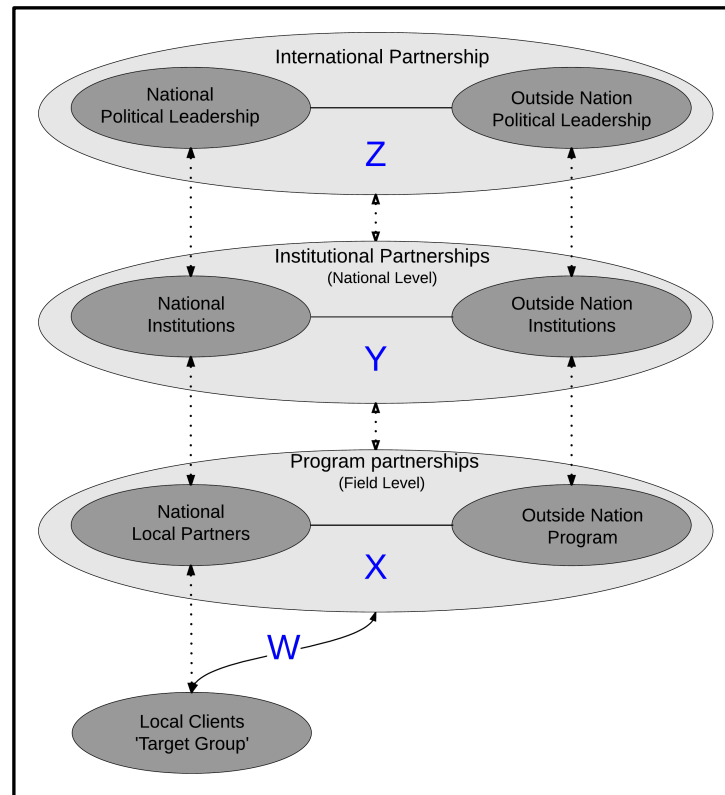 International Partnership
National
Political Leadership
Outside Nation
Political Leadership
Z
Institutional Partnerships
(National Level)
National
Institutions
Outside Nation
Institutions
Y
Program partnerships
(Field Level)
National
Local Partners
Outside Nation
Program
X
W
Local Clients
'Target Group'